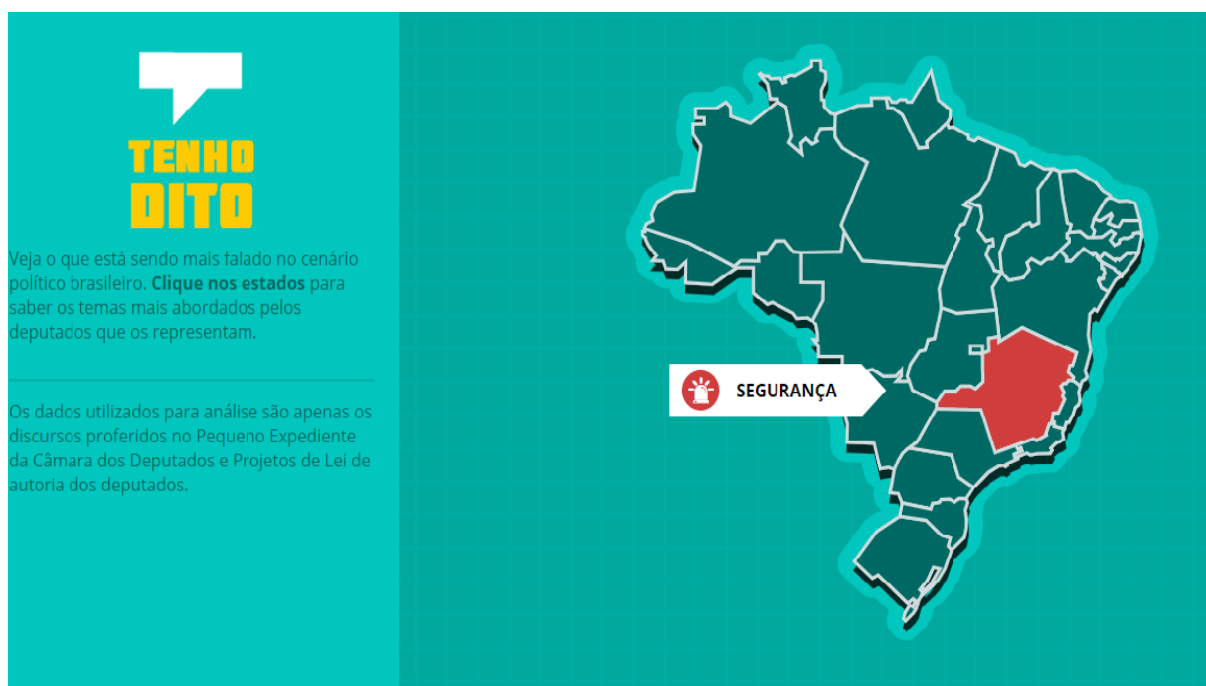 TENHO
DITO
Veja o que está sendo mais falado no cenário
político brasileiro. Clique nos estados para
saber os temas mais abordados pelos
deputados que os representam.
Os dados utilizados para análise são apenas os
discursos proferidos no Pequeno Expediente
da Câmara dos Deputados e Projetos de Lei de
autoria dos deputados.
SEGURANÇA